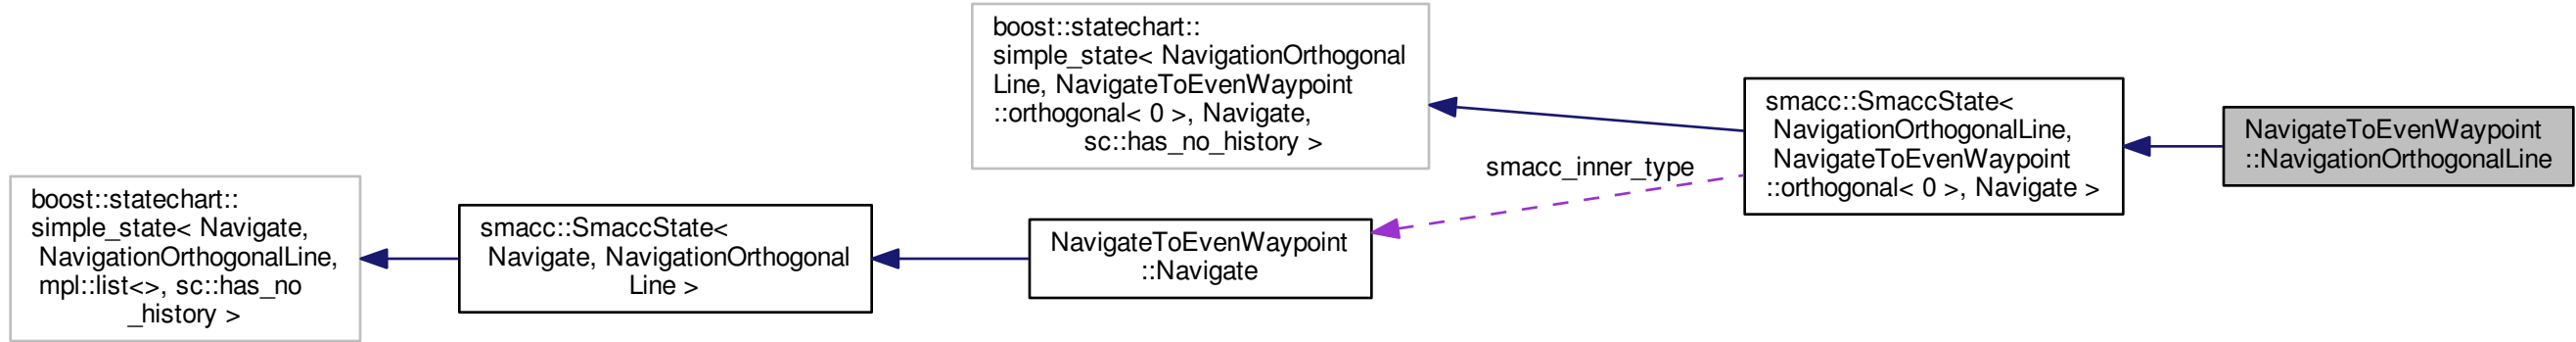 boost::statechart::
simple_state< NavigationOrthogonal
Line, NavigateToEvenWaypoint
::orthogonal< 0 >, Navigate,
sc::has_no_history >
smacc::SmaccState<
NavigationOrthogonalLine,
NavigateToEvenWaypoint
::orthogonal< 0 >, Navigate >
NavigateToEvenWaypoint
::NavigationOrthogonalLine
smacc_inner_type
boost::statechart::
simple_state< Navigate,
NavigationOrthogonalLine,
mpl::list<>, sc::has_no
_history >
smacc::SmaccState<
Navigate, NavigationOrthogonal
Line >
NavigateToEvenWaypoint
::Navigate